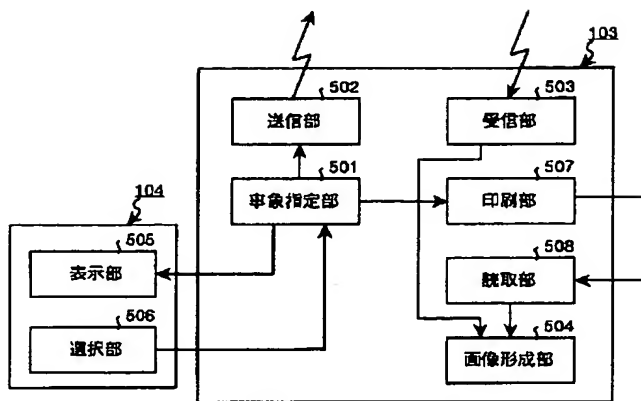 103
502
送信部
503
受信部
501
事象指定部
507
印刷部
104
505
表示部
508
読取部
506
選択部
504
画像形成部